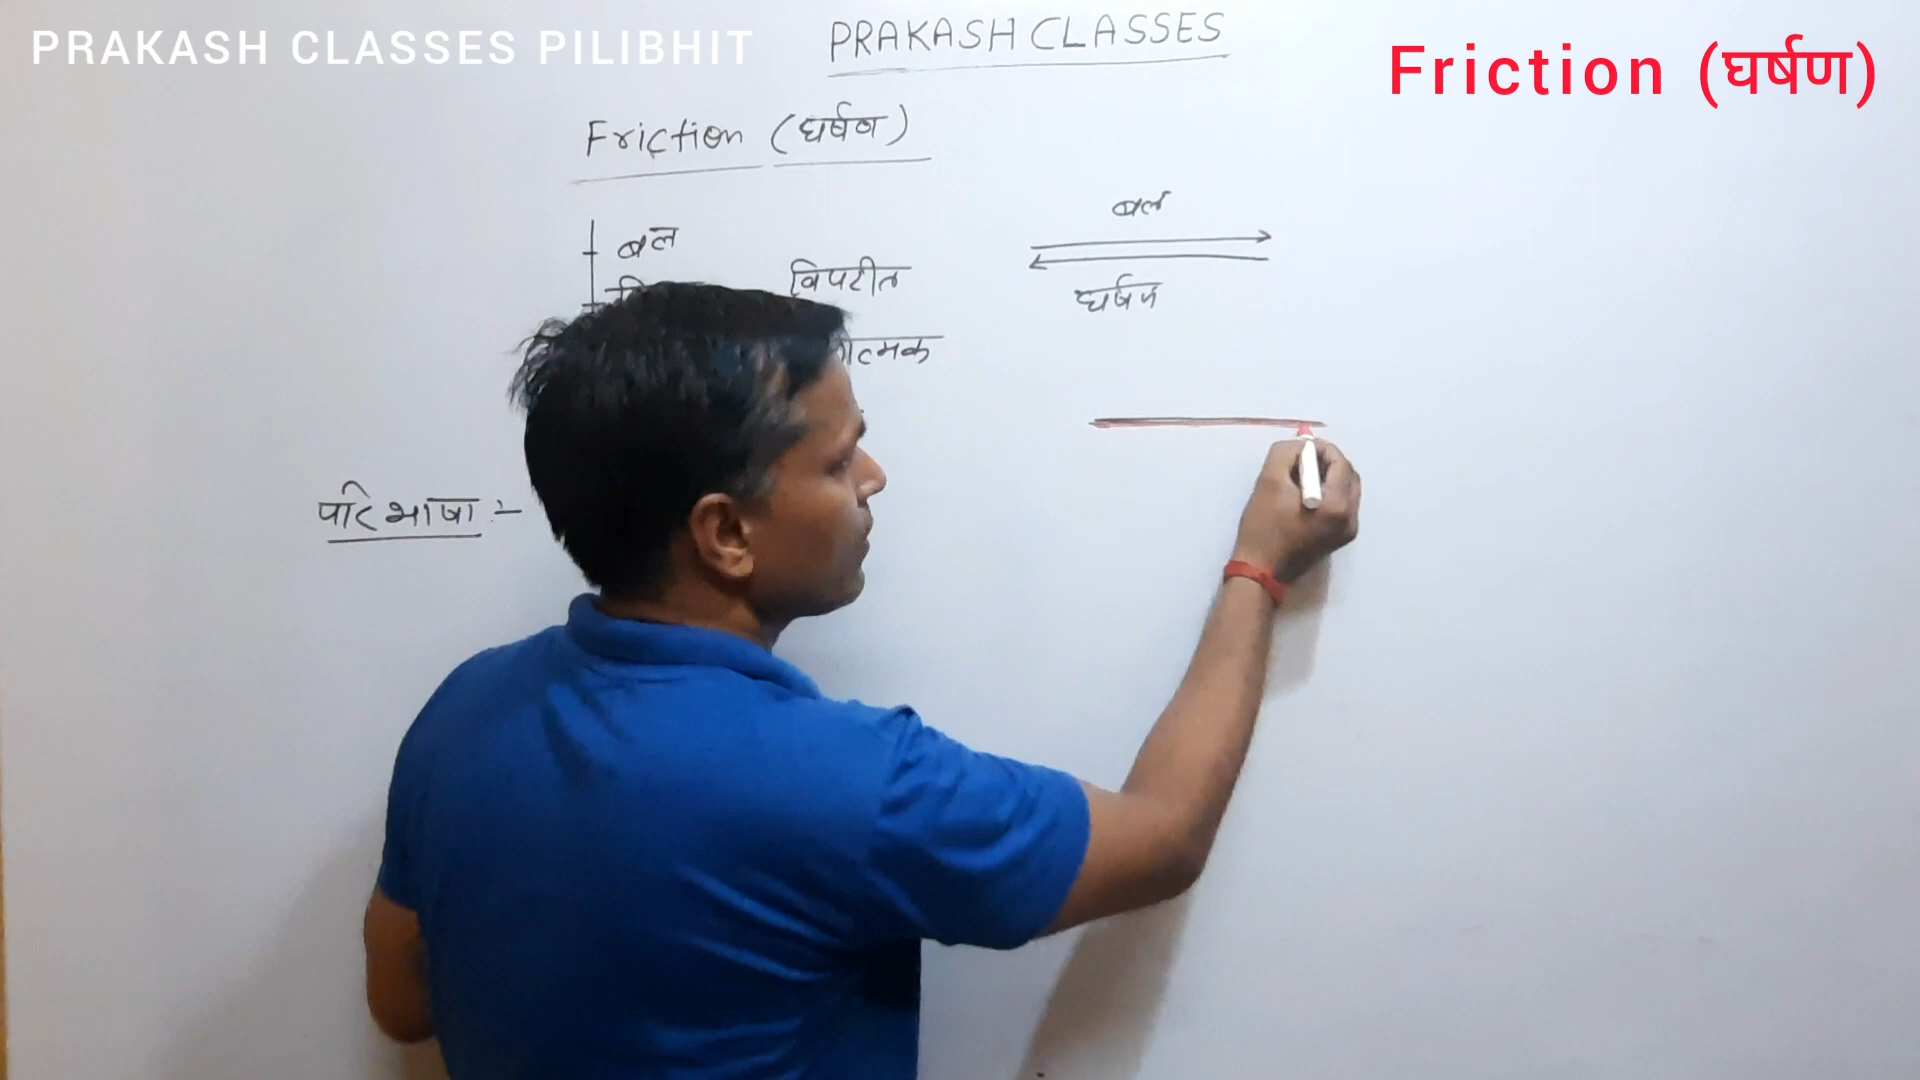 PRAKASH CLASSES PILIBHIT
PRAKASH CLASSES
Friction (घर्षण)
Friction (घर्षण)
बल
बल
विपरीत
घर्षण
परिभाषा :-